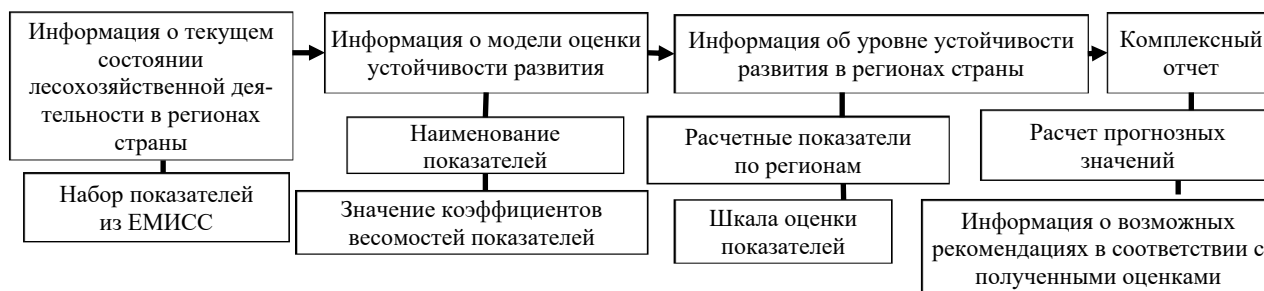 Информация о текущем
состоянии
лесохозяйственной дея-
тельности в регионах
страны
Набор показателей
из ЕМИСС
Информация о модели оценки
устойчивости развития
Наименование
показателей
Значение коэффициентов
весомостей показателей
Информация об уровне устойчивости
развития в регионах страны
Расчетные показатели
по регионам
Шкала оценки
показателей
Комплексный
отчет
Расчет прогнозных
значений
Информация о возможных
рекомендациях в соответствии с
полученными оценками